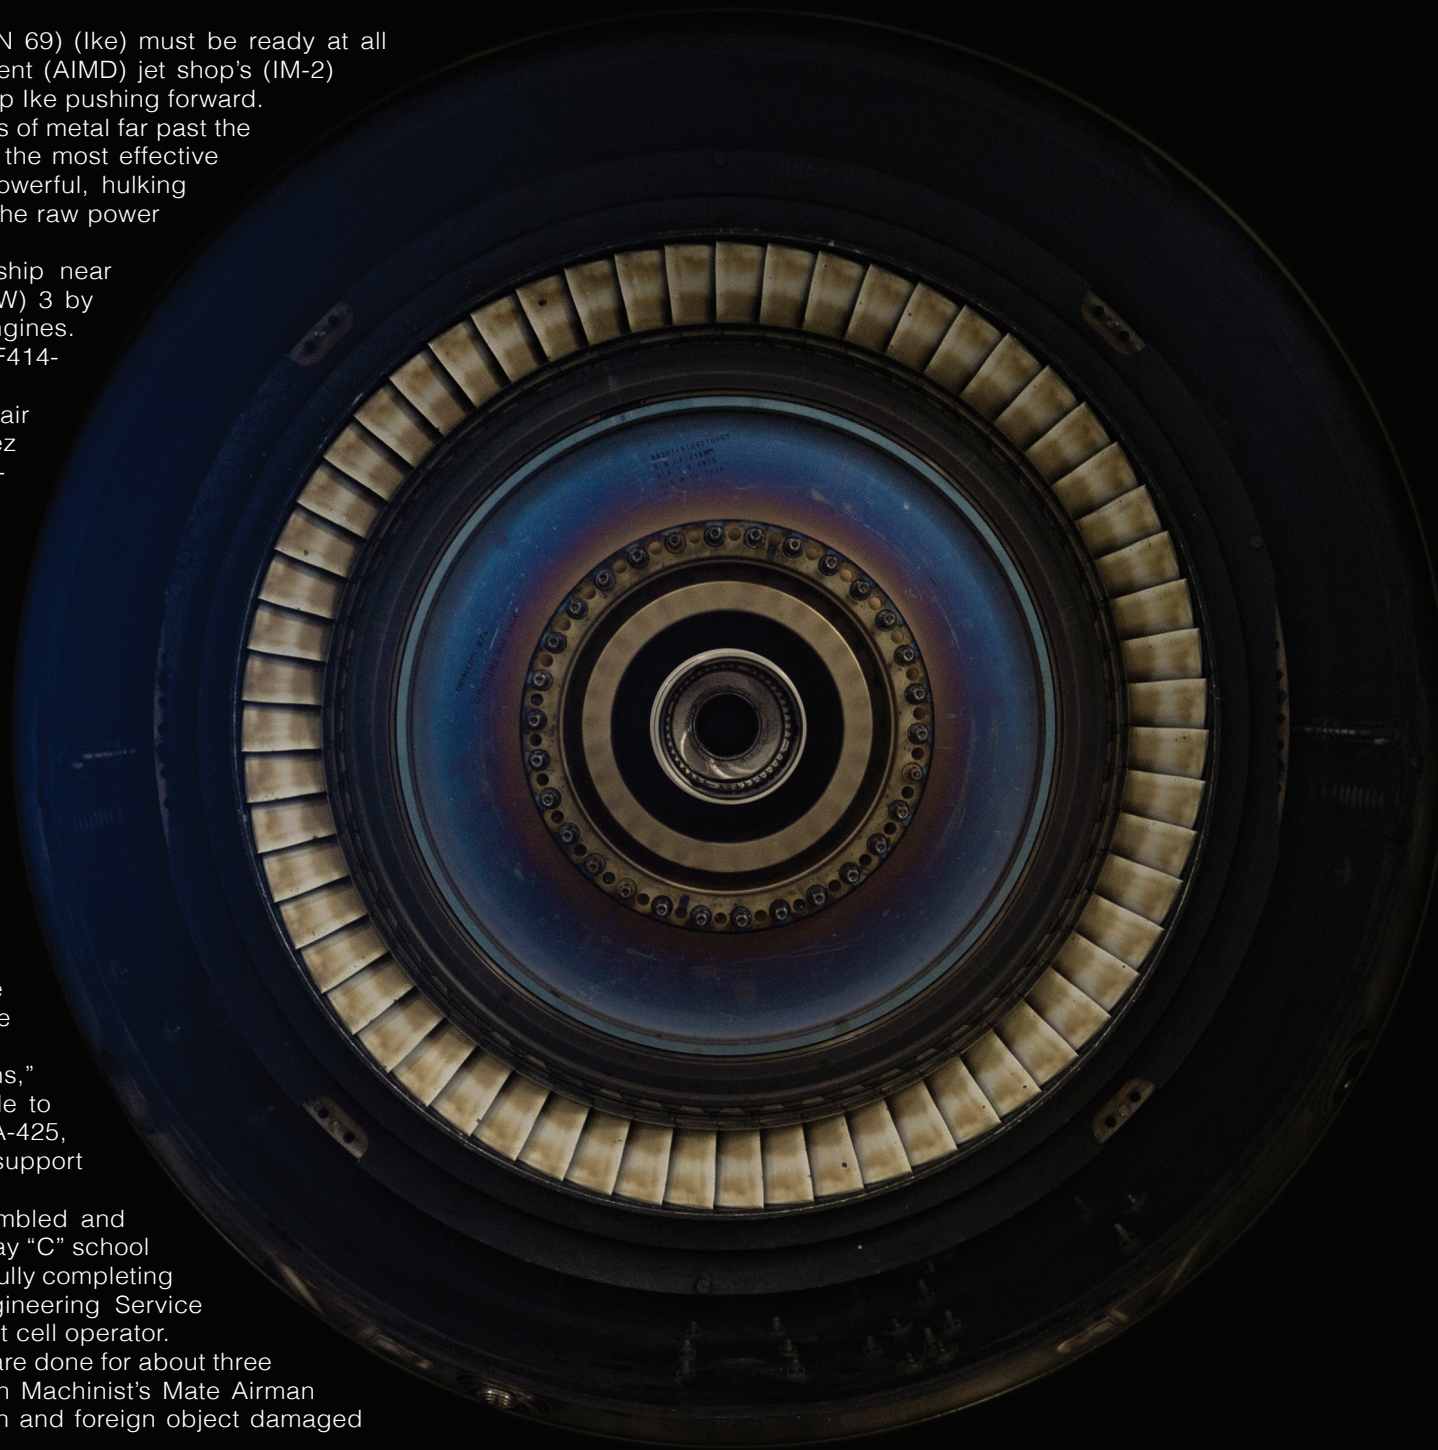 N 69) (Ike) must be ready at all
ent (AIMD) jet shop’s (IM-2)
p Ike pushing forward.
s of metal far past the
the most effective
owerful, hulking
he raw power
ship near
W) 3 by
ngines.
F414-
air
ez
-
e
e
ns,”
le to
A-425,
support
mbled and
ay “C” school
ully completing
gineering Service
t cell operator.
are done for about three
n Machinist’s Mate Airman
n and foreign object damaged